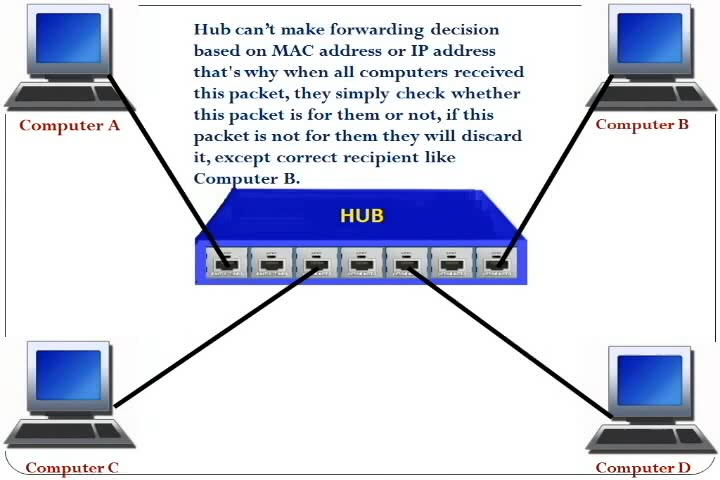 Hub can't make forwarding decision
based on MAC address or IP address
that's why when all computers received
this packet, they simply check whether
this packet is for them or not, if this
packet is not for them they will discard
it, except correct recipient like
Computer B.
Computer A
Computer B
HUB
Computer C
Computer D